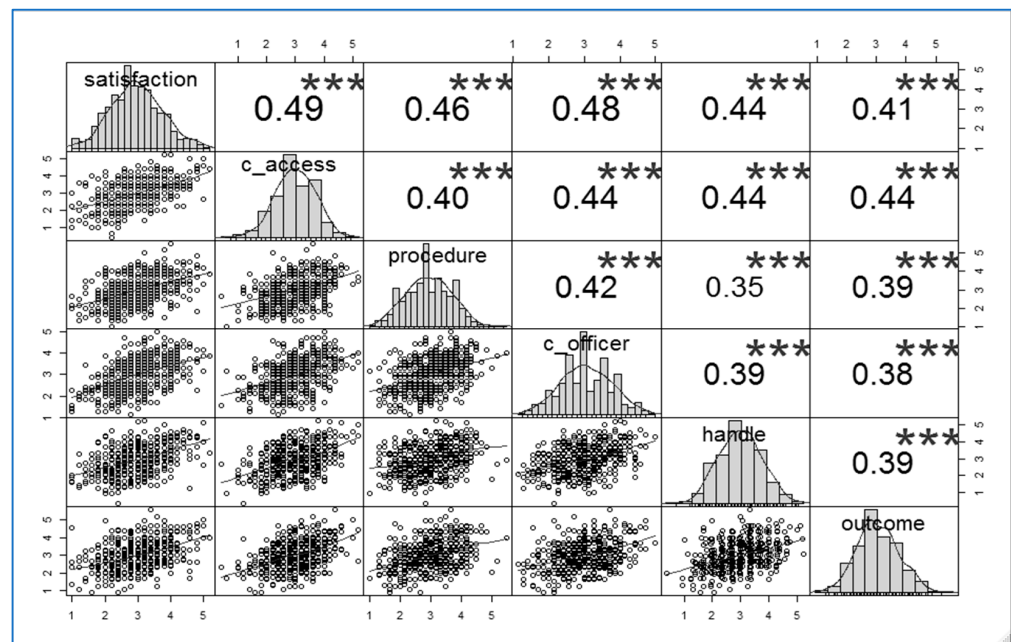 1 2 3 4 5 1 2 3 4 5 1 2 3 4 5
satisfaction *** *** *** *** ***
0.49 0.46 0.48 0.44 0.41
1 2 3 4 5
1 2 3 4 5
c_access *** *** *** ***
0.40 0.44 0.44 0.44
procedure *** *** ***
0.42 0.35 0.39
1 2 3 4 5
1 2 3 4 5
c_officer *** ***
0.39 0.38
handle ***
0.39
1 2 3 4 5
1 2 3 4 5
outcome
1 2 3 4 5 1 2 3 4 5 1 2 3 4 5